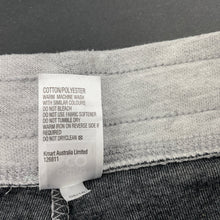 COTTON/POLYESTER
WARM MACHINE WASH
WITH SIMILAR COLOURS
DO NOT BLEACH
DO NOT USE FABRIC SOFTENER
DO NOT TUMBLE DRY
WARM IRON ON REVERSE SIDE IF
REQUIRED
DO NOT DRYCLEAN
Kmart Australia Limited
126811